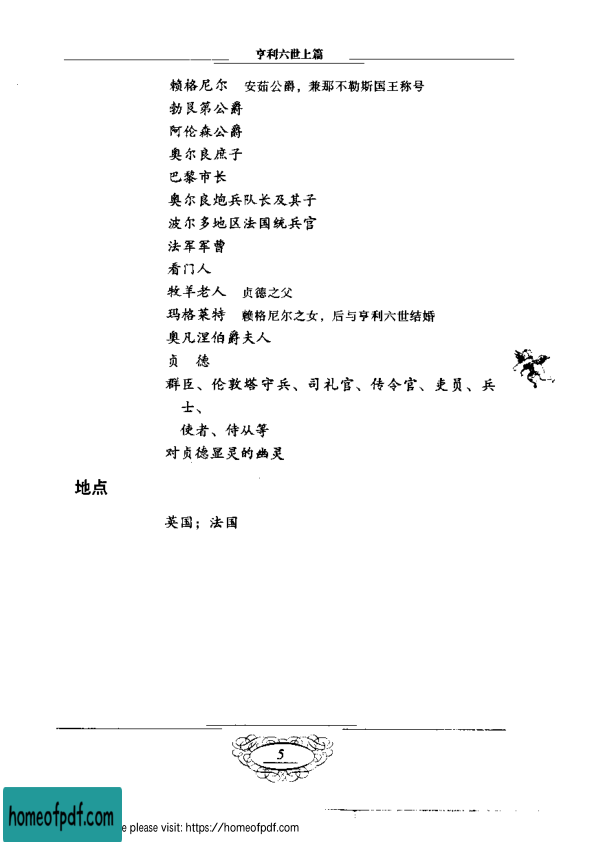 亨利六世上篇
赖格尼尔 安茹公爵，兼那不勒斯国王称号
勃艮第公爵
阿伦森公爵
奥尔良庶子
巴黎市长
奥尔良炮兵队长及其子
波尔多地区法国统兵官
法军军曹
看门人
牧羊老人 贞德之父
玛格莱特 赖格尼尔之女，后与亨利六世结婚
奥凡涅伯爵夫人
贞 德
群臣、伦敦塔守兵、司礼官、传令官、吏员、兵
士、
使者、侍从等
对贞德显灵的幽灵
地点
英国；法国
5
homeofpdf.com
e please visit: https://homeofpdf.com